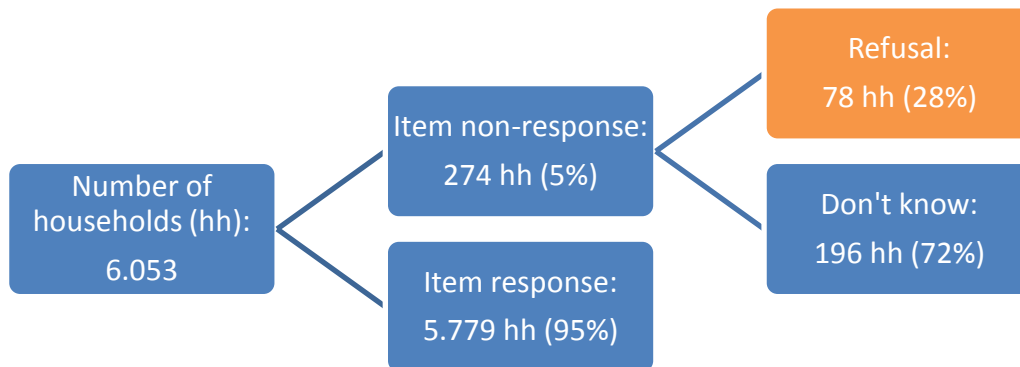 Number of
households (hh):
6.053
Item non-response:
274 hh (5%)
Item response:
5.779 hh (95%)
Refusal:
78 hh (28%)
Don't know:
196 hh (72%)